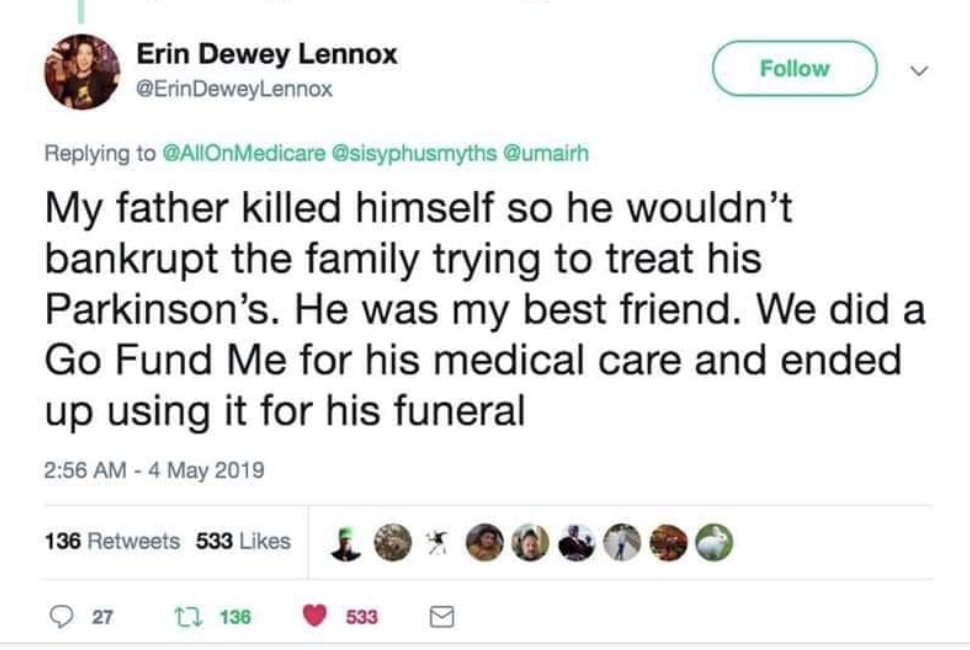 Erin Dewey Lennox
@ErinDeweyLennox
Follow
Replying to @AllOnMedicare @sisyphusmyths @umairh
My father killed himself so he wouldn’t
bankrupt the family trying to treat his
Parkinson’s. He was my best friend. We did a
Go Fund Me for his medical care and ended
up using it for his funeral
2:56 AM - 4 May 2019
136 Retweets 533 Likes
27 136 533